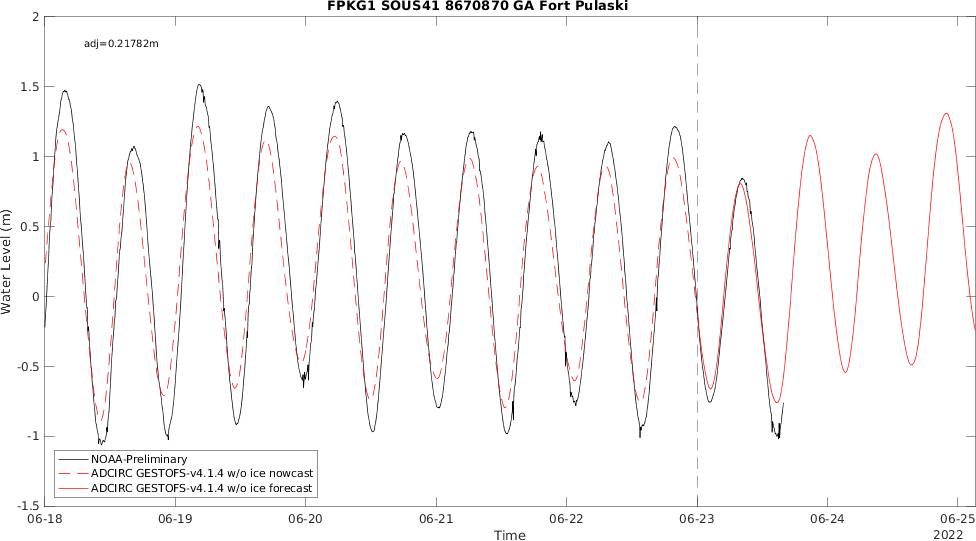 FPKG1 SOUS41 8670870 GA Fort Pulaski
adj=0.21782m
2
1.5
1
0.5
0
-0.5
-1
-1.5
Water Level (m)
NOAA-Preliminary
ADCIRC GESTOFS-v4.1.4 w/o ice nowcast
ADCIRC GESTOFS-v4.1.4 w/o ice forecast
06-18 06-19 06-20 06-21 06-22 06-23 06-24 06-25
Time
2022